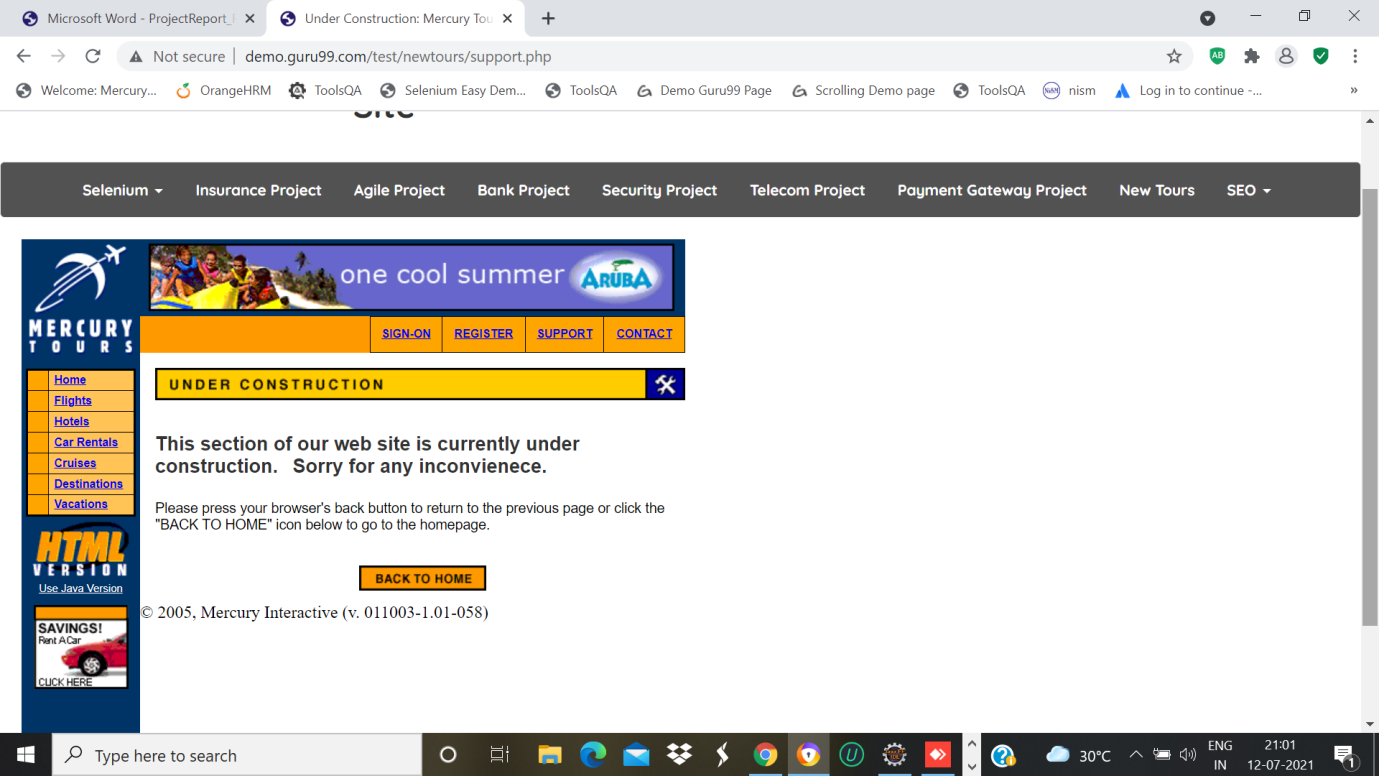 Microsoft Word - ProjectReport_
Under Construction: Mercury Tou
Not secure
demo.guru99.com/test/newtours/support.php
AB
Welcome: Mercury...
OrangeHRM
ToolsQA
Selenium Easy Dem...
ToolsQA
Demo Guru99 Page
Scrolling Demo page
ToolsQA
nism
Log in to continue -...
»
Site
Selenium
Insurance Project
Agile Project
Bank Project
Security Project
Telecom Project
Payment Gateway Project
New Tours
SEO
one cool summer
ARUBA
MERCURY
TOURS
SIGN-ON
REGISTER
SUPPORT
CONTACT
UNDER CONSTRUCTION
Home
Flights
Hotels
Car Rentals
Cruises
Destinations
Vacations
This section of our web site is currently under
construction. Sorry for any inconvienece.
Please press your browser's back button to return to the previous page or click the
"BACK TO HOME" icon below to go to the homepage.
HTML
VERSION
Use Java Version
BACK TO HOME
© 2005, Mercury Interactive (v. 011003-1.01-058)
SAVINGS!
Rent A Car
CLICK HERE
Type here to search
30°C
ENG
IN
21:01
12-07-2021
1